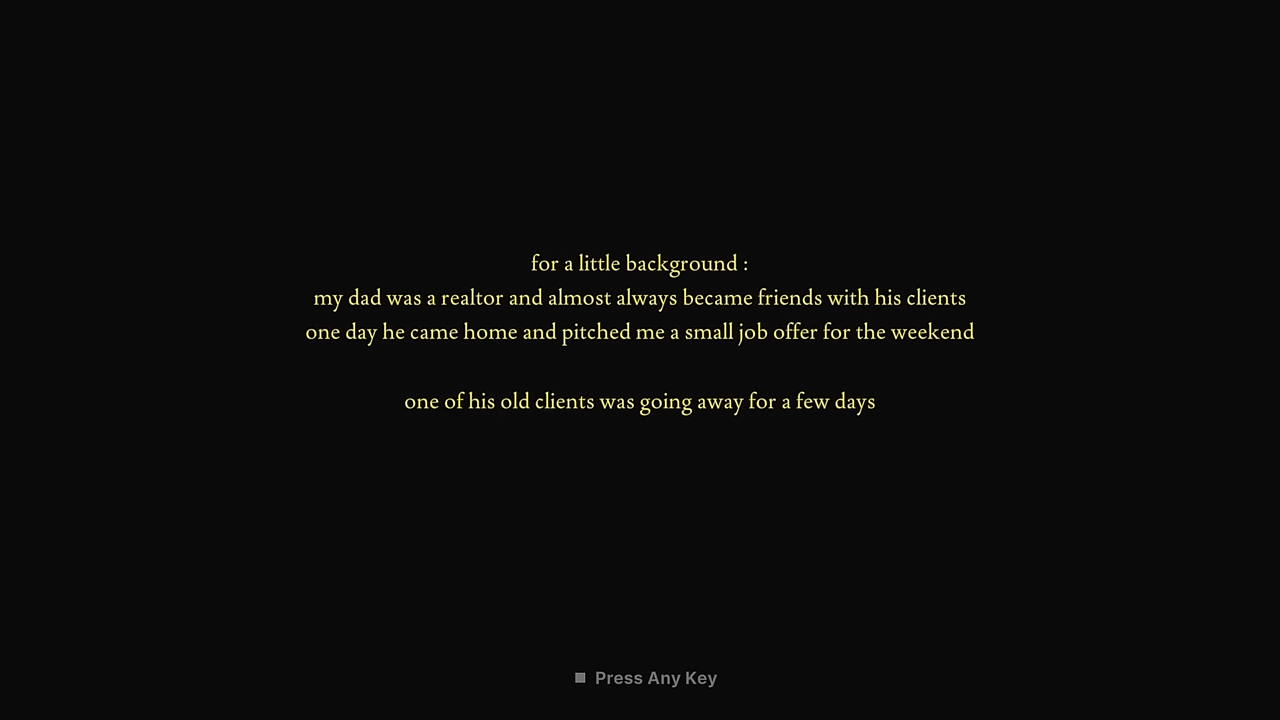 for a little background :
my dad was a realtor and almost always became friends with his clients
one day he came home and pitched me a small job offer for the weekend
one of his old clients was going away for a few days
Press Any Key